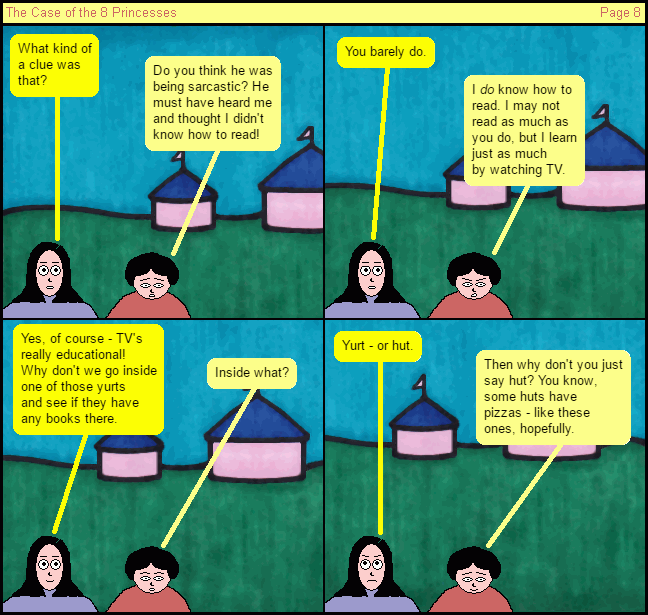 The Case of the 8 Princesses
Page 8
What kind of
a clue was
that?
Do you think he was
being sarcastic? He
must have heard me
and thought I didn't
know how to read!
You barely do.
I do know how to
read. I may not
read as much as
you do, but I learn
just as much
by watching TV.
Yes, of course - TV's
really educational!
Why don't we go inside
one of those yurts
and see if they have
any books there.
Inside what?
Yurt - or hut.
Then why don't you just
say hut? You know,
some huts have
pizzas - like these
ones, hopefully.